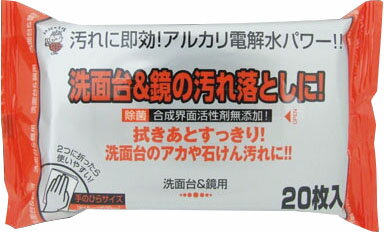 汚れに即効!アルカリ電解水パワー!!
洗面台&鏡の汚れ落としに!
除菌 合成界面活性剤無添加!
OPEN
拭きあとすっきり!
洗面台のアカや石けん汚れに!!
2つに折ったら
使いやすい!
手のひらサイズ
洗面台&鏡用
20枚入